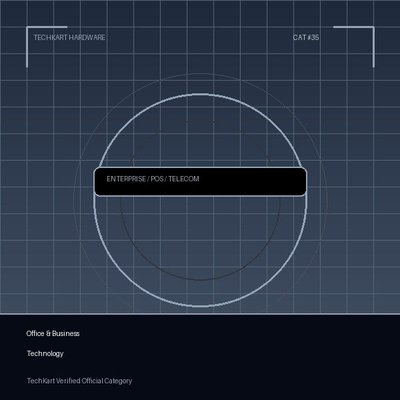 TECHKART HARDWARE
CAT #35
ENTERPRISE / POS / TELECOM
Office & Business
Technology
TechKart Verified Official Category